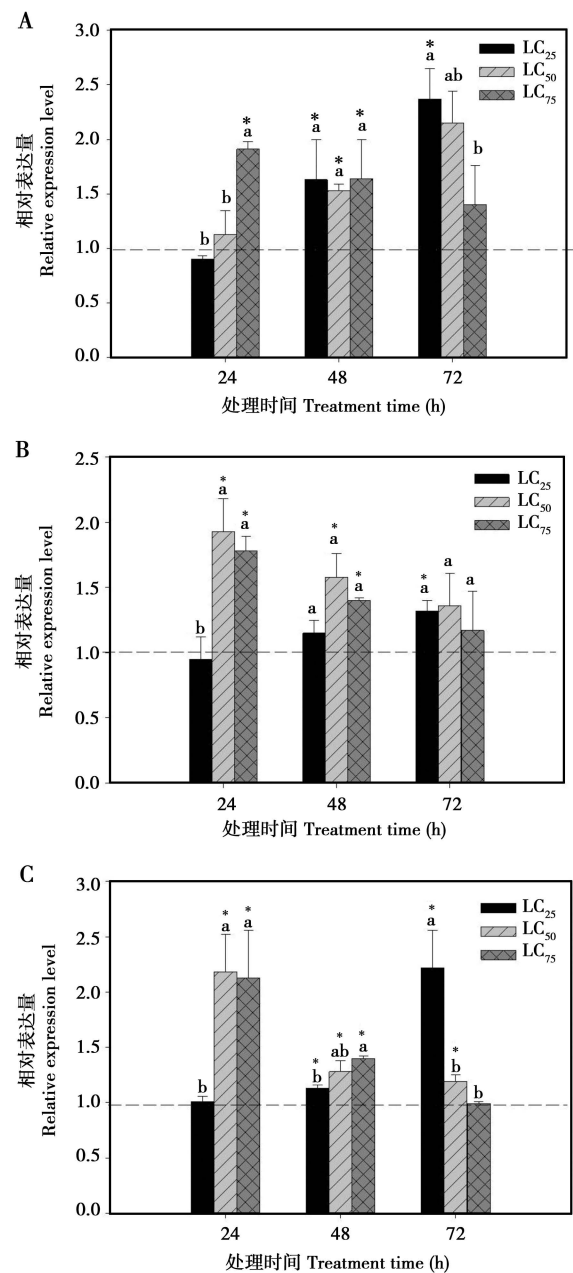 A
3.0
2.5
2.0
1.5
1.0
0.5
0.0
相对表达量
Relative expression level
LC25
LC50
LC75
b
b
*
a
*
a
*
a
*
a
*
a
ab
b
24
48
72
处理时间 Treatment time (h)
B
2.5
2.0
1.5
1.0
0.5
0.0
相对表达量
Relative expression level
LC25
LC50
LC75
b
*
a
*
a
a
*
a
*
a
*
a
a
a
24
48
72
处理时间 Treatment time (h)
C
3.0
2.5
2.0
1.5
1.0
0.5
0.0
相对表达量
Relative expression level
LC25
LC50
LC75
b
*
a
*
a
*
b
*
ab
*
a
*
a
*
b
b
24
48
72
处理时间 Treatment time (h)